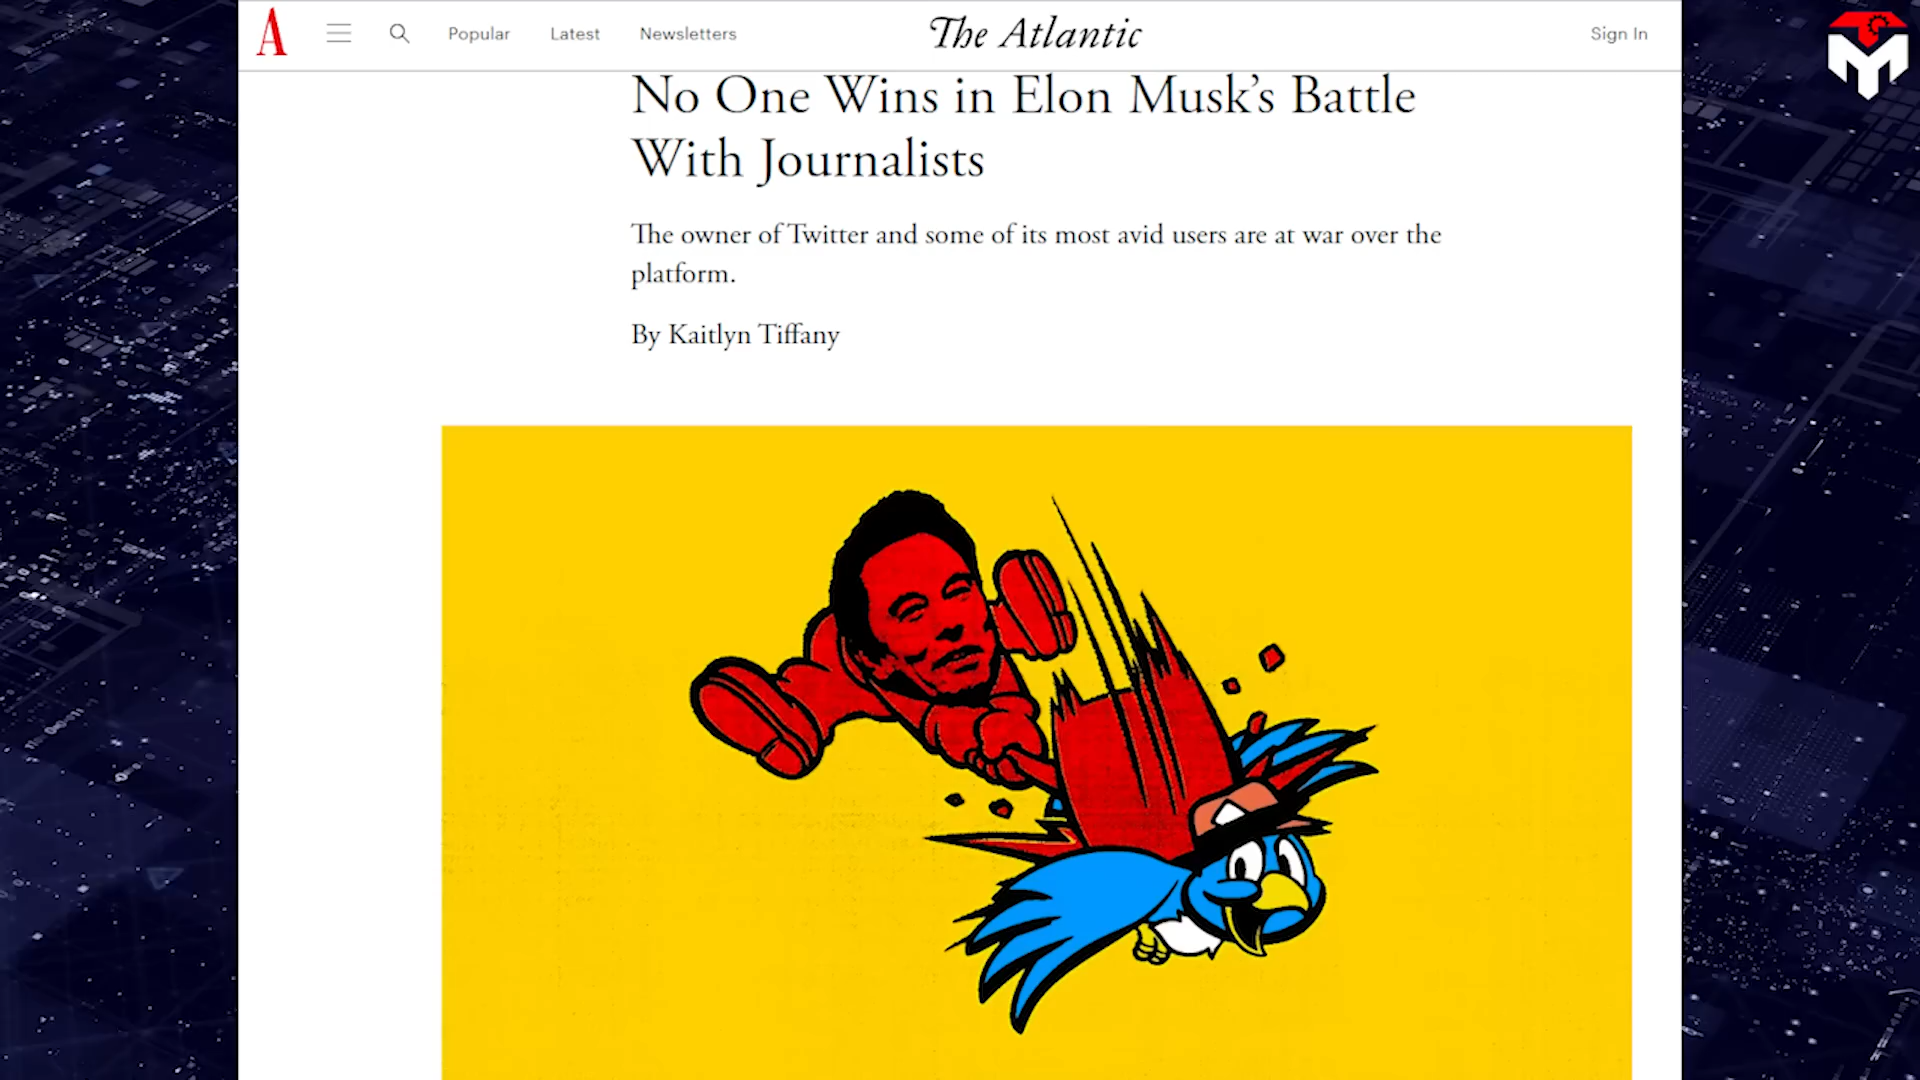 A
Popular
Latest
Newsletters
The Atlantic
Sign In
No One Wins in Elon Musk’s Battle
With Journalists
The owner of Twitter and some of its most avid users are at war over the
platform.
By Kaitlyn Tiffany